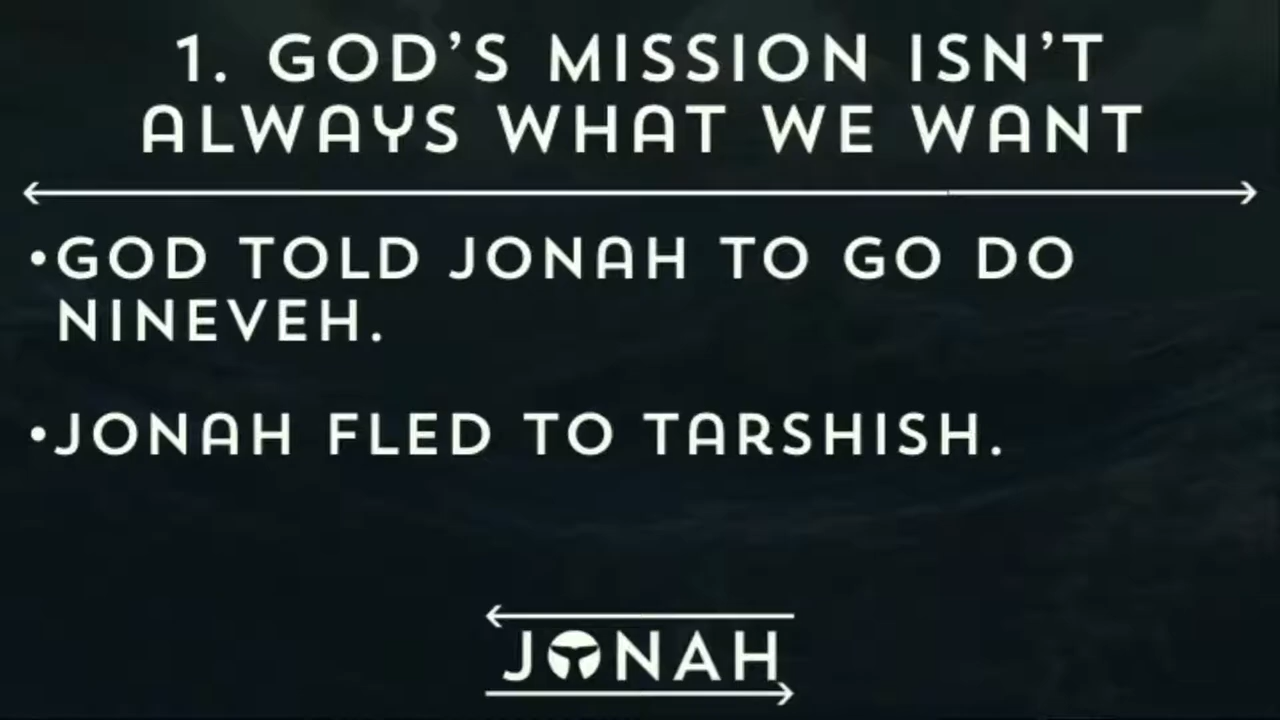 1. GOD'S MISSION ISN'T
ALWAYS WHAT WE WANT
•GOD TOLD JONAH TO GO DO
NINEVEH.
•JONAH FLED TO TARSHISH.
JONAH